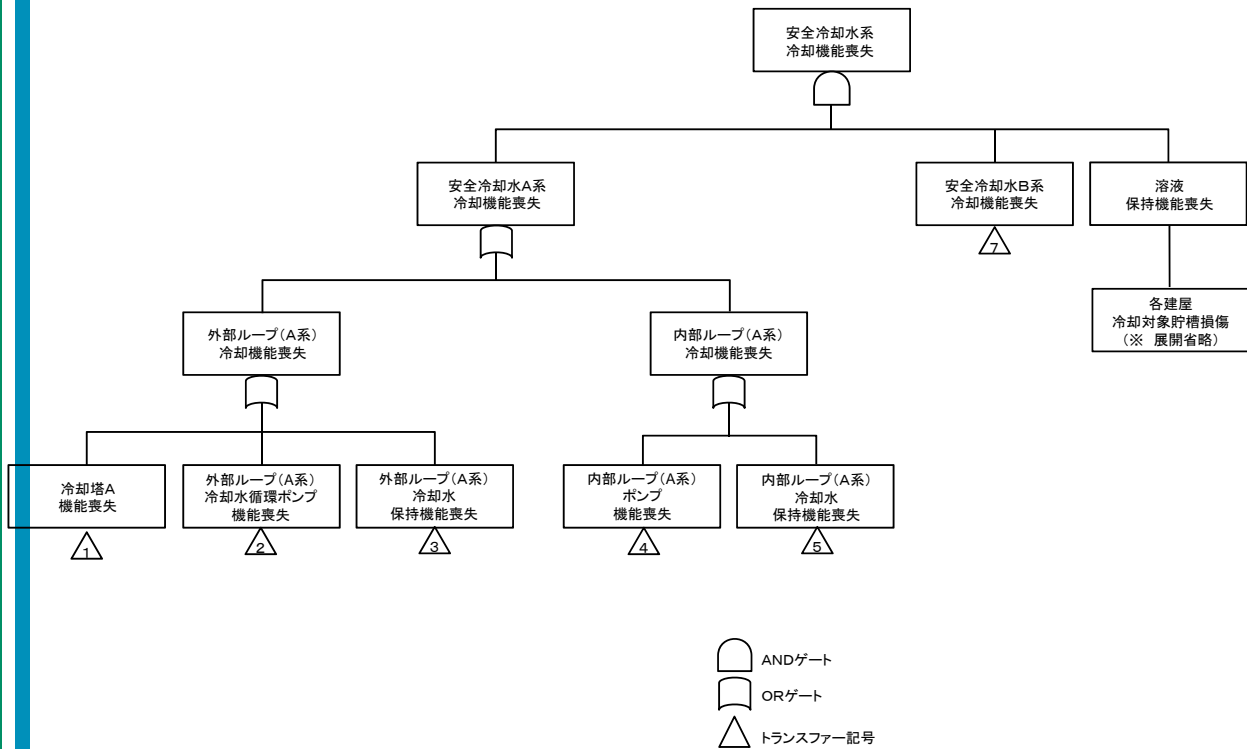 安全冷却水系
冷却機能喪失
安全冷却水A系
冷却機能喪失
安全冷却水B系
冷却機能喪失
7
溶液
保持機能喪失
各建屋
冷却対象貯槽損傷
(※ 展開省略)
外部ループ(A系)
冷却機能喪失
内部ループ(A系)
冷却機能喪失
冷却塔A
機能喪失
1
外部ループ(A系)
冷却水循環ポンプ
機能喪失
2
外部ループ(A系)
冷却水
保持機能喪失
3
内部ループ(A系)
ポンプ
機能喪失
4
内部ループ(A系)
冷却水
保持機能喪失
5
ANDゲート
ORゲート
トランスファー記号